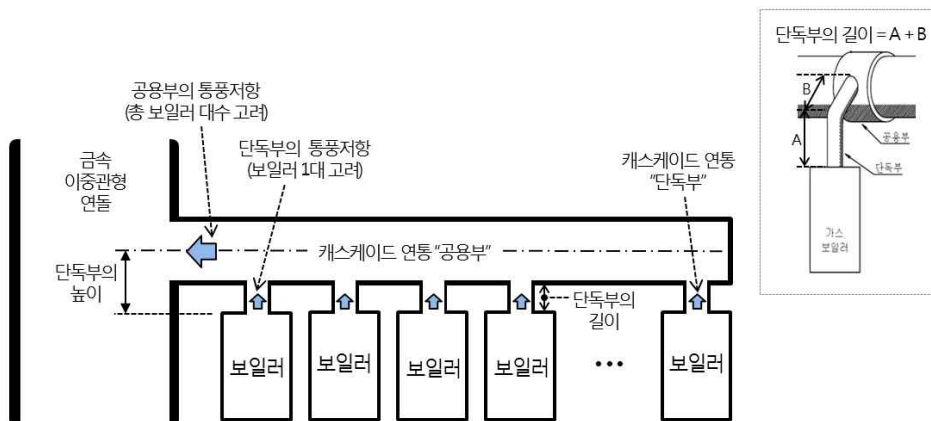 단독부의 길이 = A + B
B
A
공용부
단독부
가스
보일러
공용부의 통풍저항
(총 보일러 대수 고려)
단독부의 통풍저항
(보일러 1대 고려)
캐스케이드 연통
"단독부"
금속
이중관형
연돌
캐스케이드 연통 "공용부"
단독부의
높이
단독부의
길이
보일러
보일러
보일러
보일러
•••
보일러